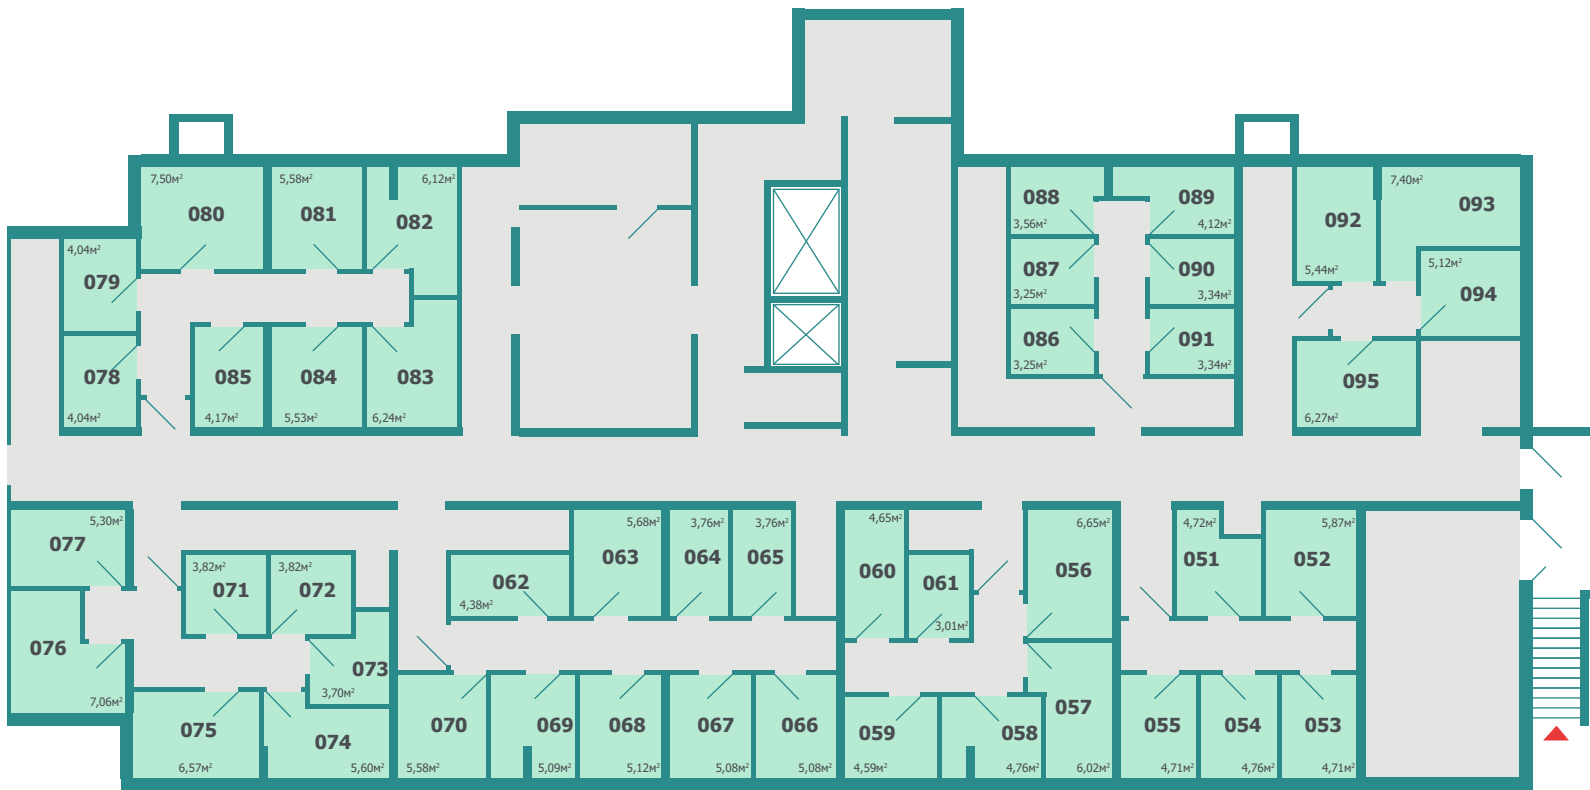 7,50м²
080
5,58м²
081
6,12м²
082
4,04м²
079
078
4,04м²
085
4,17м²
084
5,53м²
083
6,24м²
088
3,56м²
089
4,12м²
087
3,25м²
090
3,34м²
086
3,25м²
091
3,34м²
092
5,44м²
7,40м²
093
5,12м²
094
095
6,27м²
5,30м²
077
076
7,06м²
3,82м²
071
3,82м²
072
073
3,70м²
075
6,57м²
074
5,60м²
062
4,38м²
5,68м²
063
3,76м²
064
3,76м²
065
070
5,58м²
069
5,09м²
068
5,12м²
067
5,08м²
066
5,08м²
4,65м²
060
061
3,01м²
6,65м²
056
057
6,02м²
059
4,59м²
058
4,76м²
4,72м²
051
5,87м²
052
055
4,71м²
054
4,76м²
053
4,71м²